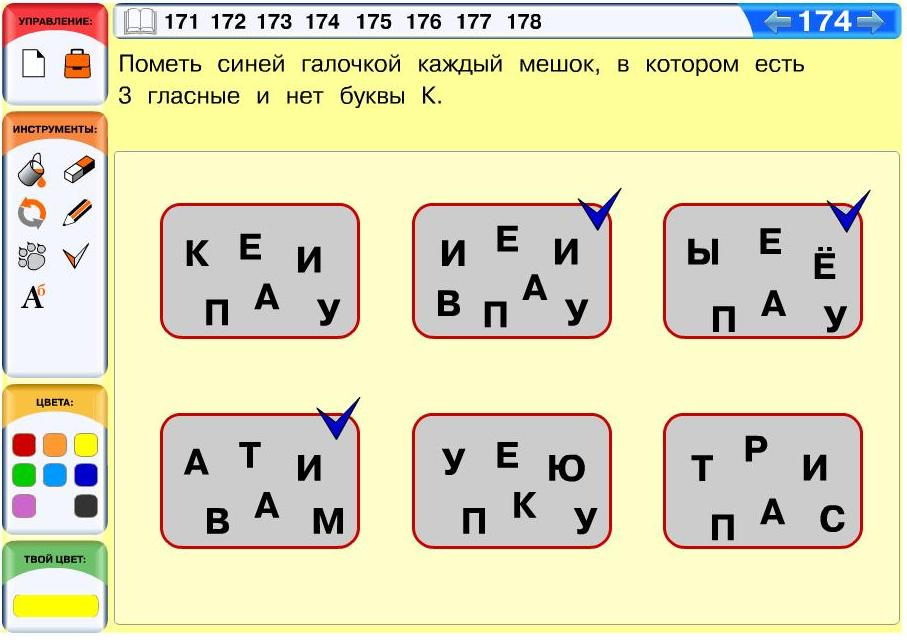 УПРАВЛЕНИЕ:
171 172 173 174 175 176 177 178
174
Пометь синей галочкой каждый мешок, в котором есть
3 гласные и нет буквы К.
ИНСТРУМЕНТЫ:
Аб
ЦВЕТА:
ТВОЙ ЦВЕТ:
К Е И
П А У
И Е И
В П А У
Ы Е Ё
П А У
А Т И
В А М
У Е Ю
П К У
Т Р И
П А С